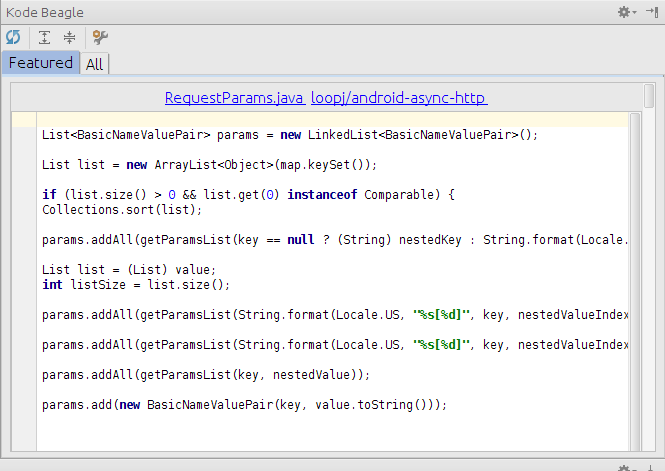 Kode Beagle
Featured All
RequestParams.java loopj/android-async-http
List<BasicNameValuePair> params = new LinkedList<BasicNameValuePair>();
List list = new ArrayList<Object>(map.keySet());
if (list.size() > 0 && list.get(0) instanceof Comparable) {
Collections.sort(list);
params.addAll(getParamsList(key == null ? (String) nestedKey : String.format(Locale.
List list = (List) value;
int listSize = list.size();
params.addAll(getParamsList(String.format(Locale.US, "%s[%d]", key, nestedValueIndex
params.addAll(getParamsList(String.format(Locale.US, "%s[%d]", key, nestedValueIndex
params.addAll(getParamsList(key, nestedValue));
params.add(new BasicNameValuePair(key, value.toString()));